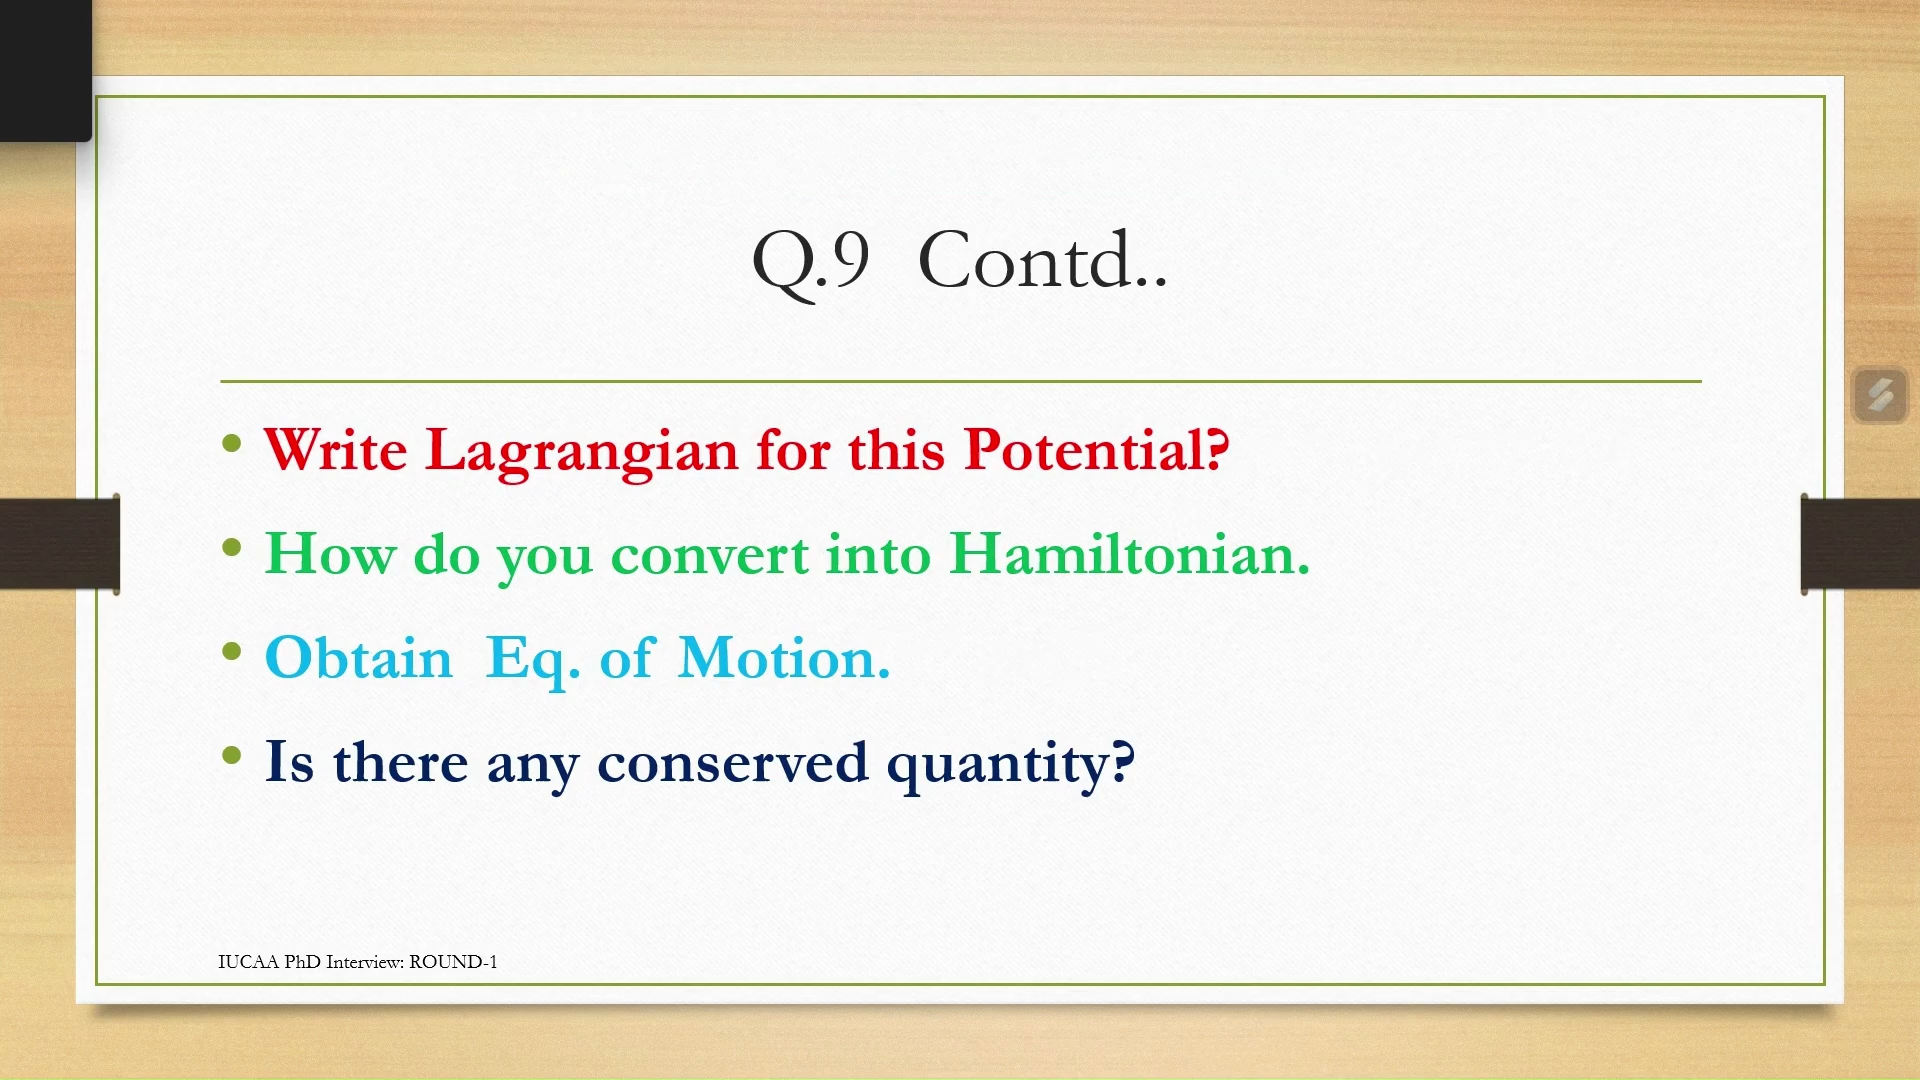 Q.9 Contd..
Write Lagrangian for this Potential?
How do you convert into Hamiltonian.
Obtain Eq. of Motion.
Is there any conserved quantity?
IUCAA PhD Interview: ROUND-1